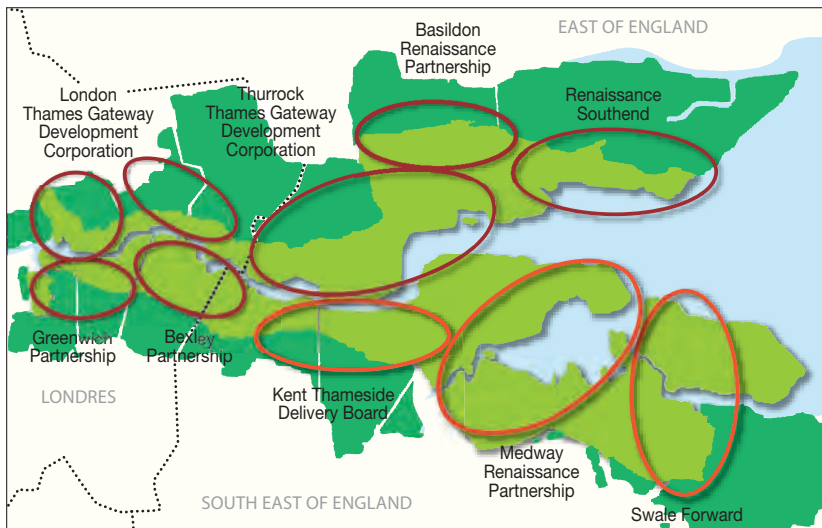 EAST OF ENGLAND
Basildon
Renaissance
Partnership
London
Thames Gateway
Development
Corporation
Thurrock
Thames Gateway
Development
Corporation
Renaissance
Southend
Greenwich
Partnership
Bexley
Partnership
LONDRES
Kent Thameside
Delivery Board
Medway
Renaissance
Partnership
SOUTH EAST OF ENGLAND
Swale Forward